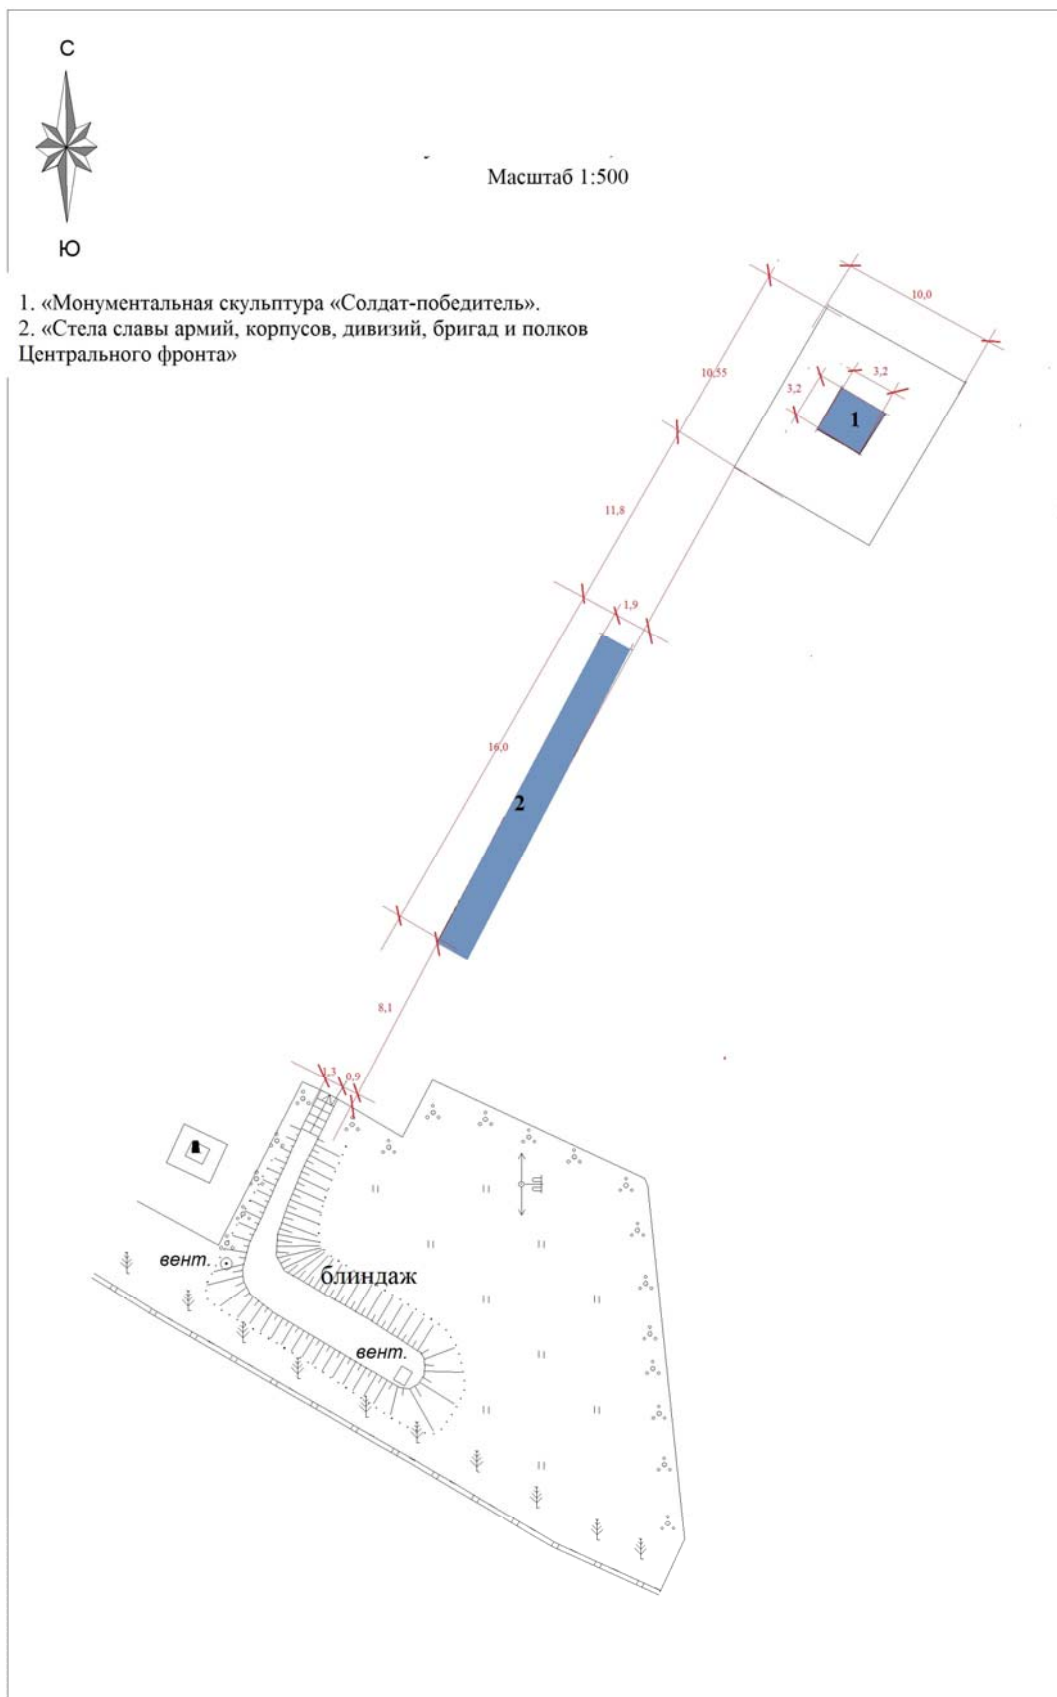 С
Масштаб 1:500
Ю
1. «Монументальная скульптура «Солдат-победитель».
2. «Стела славы армий, корпусов, дивизий, бригад и полков
Центрального фронта»
10,0
10,55
3,2
3,2
1
11,8
1,9
16,0
2
8,1
1,3
0,9
вент.
блиндаж
вент.